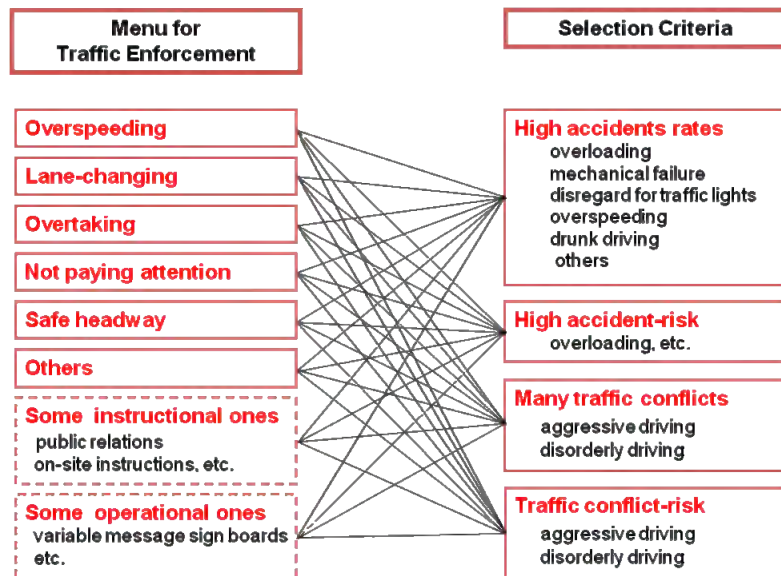 Menu for
Traffic Enforcement
Overspeeding
Lane-changing
Overtaking
Not paying attention
Safe headway
Others
Some instructional ones
public relations
on-site instructions, etc.
Some operational ones
variable message sign boards
etc.
Selection Criteria
High accidents rates
overloading
mechanical failure
disregard for traffic lights
overspeeding
drunk driving
others
High accident-risk
overloading, etc.
Many traffic conflicts
aggressive driving
disorderly driving
Traffic conflict-risk
aggressive driving
disorderly driving